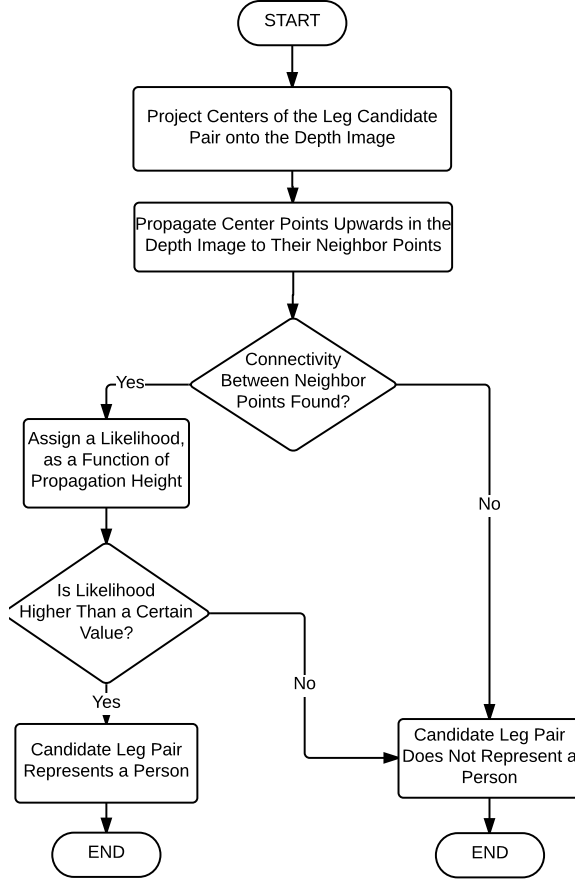 START
Project Centers of the Leg Candidate
Pair onto the Depth Image
Propagate Center Points Upwards in the
Depth Image to Their Neighbor Points
Connectivity
Between Neighbor
Points Found?
Yes
Assign a Likelihood,
as a Function of
Propagation Height
No
Is Likelihood
Higher Than a Certain
Value?
No
Yes
Candidate Leg Pair
Represents a Person
Candidate Leg Pair
Does Not Represent a
Person
END
END